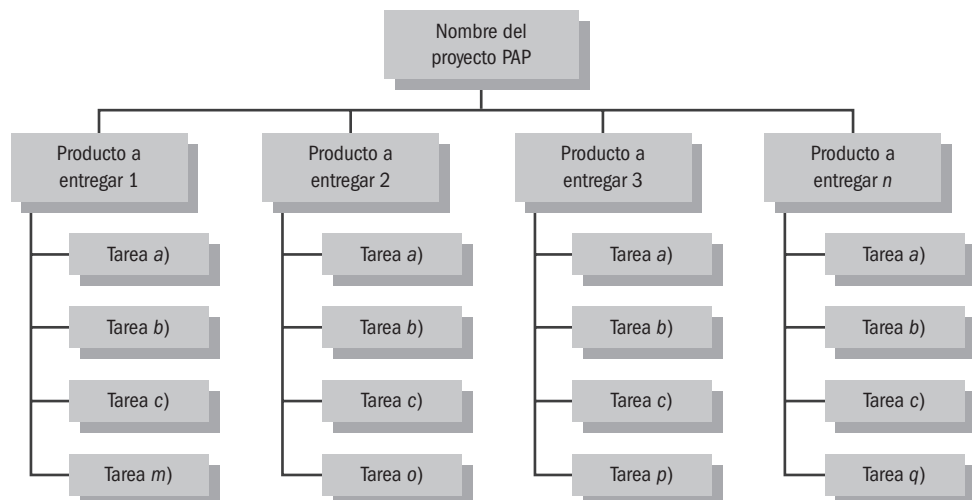 Nombre del
proyecto PAP
Producto a
entregar 1
Tarea a)
Tarea b)
Tarea c)
Tarea m)
Producto a
entregar 2
Tarea a)
Tarea b)
Tarea c)
Tarea o)
Producto a
entregar 3
Tarea a)
Tarea b)
Tarea c)
Tarea p)
Producto a
entregar n
Tarea a)
Tarea b)
Tarea c)
Tarea q)